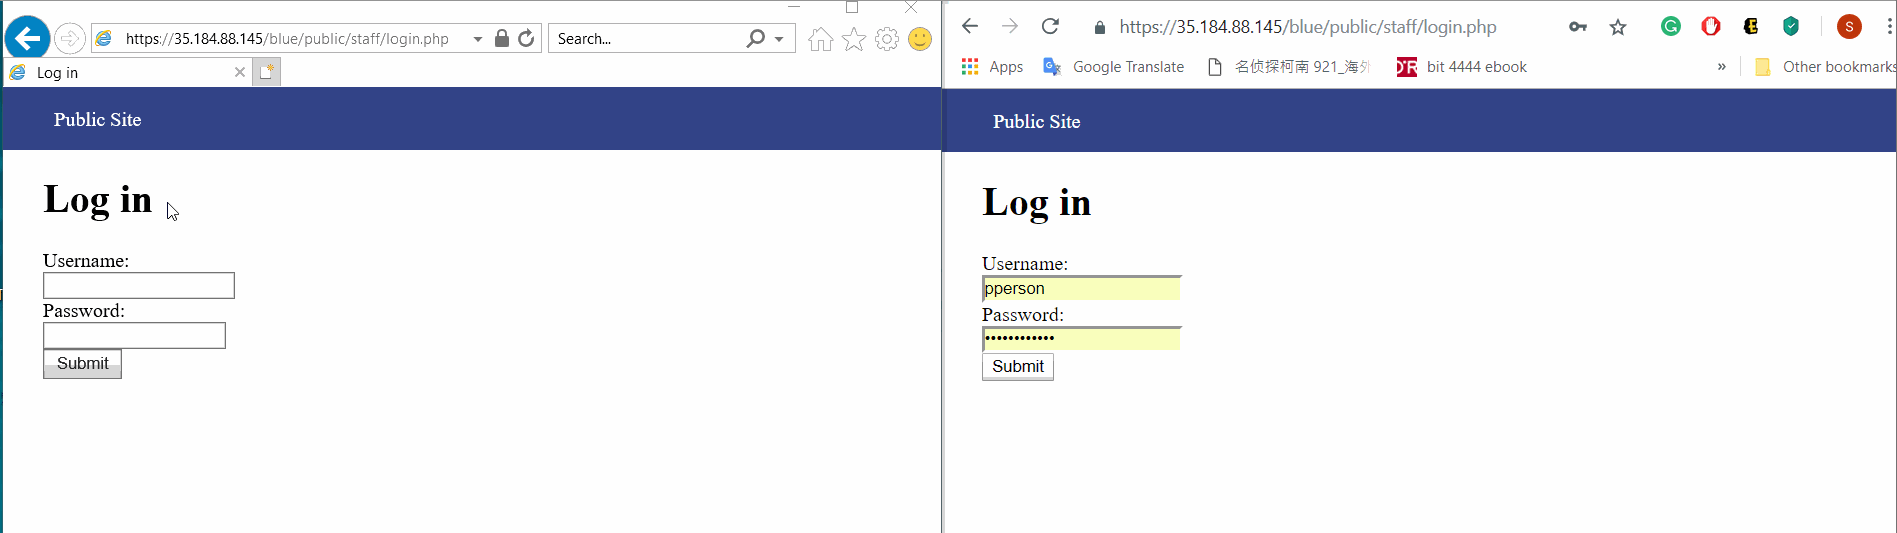 https://35.184.88.145/blue/public/staff/login.php
Search...
Log in
Public Site
Log in
Username:
Password:
Submit
https://35.184.88.145/blue/public/staff/login.php
S
Apps
Google Translate
名侦探柯南 921_海外
bit 4444 ebook
»
Other bookmarks
Public Site
Log in
Username:
pperson
Password:
••••••••••••
Submit